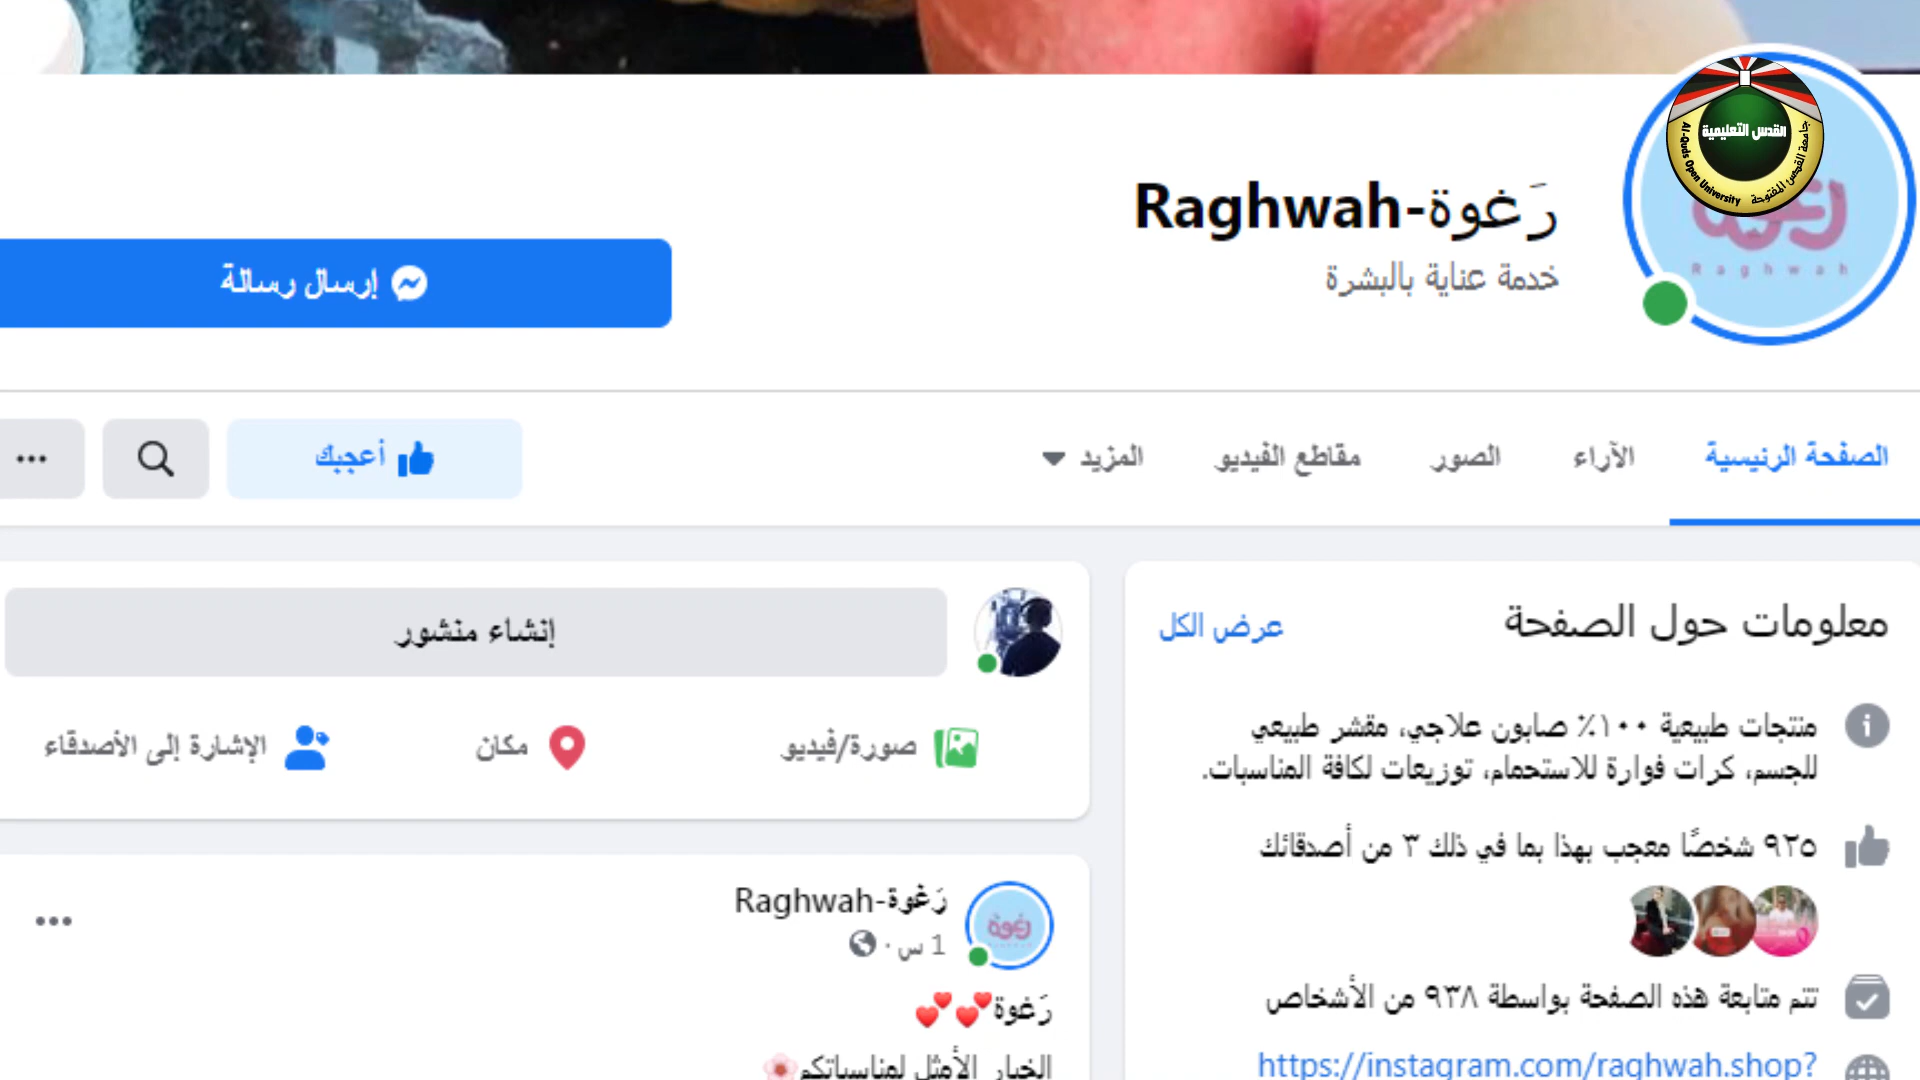 القدس التعليمية
جامعة القدس المفتوحة
Al-Quds Open University
Raghwah
رَغوة-Raghwah
خدمة عناية بالبشرة
إرسال رسالة
الصفحة الرئيسية
الآراء
الصور
مقاطع الفيديو
المزيد
أعجبك
معلومات حول الصفحة
عرض الكل
منتجات طبيعية ١٠٠٪ صابون علاجي، مقشر طبيعي
للجسم، كرات فوارة للاستحمام، توزيعات لكافة المناسبات.
٩٢٥ شخصًا معجب بهذا بما في ذلك ٣ من أصدقائك
تتم متابعة هذه الصفحة بواسطة ٩٣٨ من الأشخاص
https://instagram.com/raghwah.shop?
إنشاء منشور
صورة/فيديو
مكان
الإشارة إلى الأصدقاء
رَغوة
رَغوة-Raghwah
1 س ·
رَغوة💕💕
الخيار الأمثل لمناسباتكم🌸